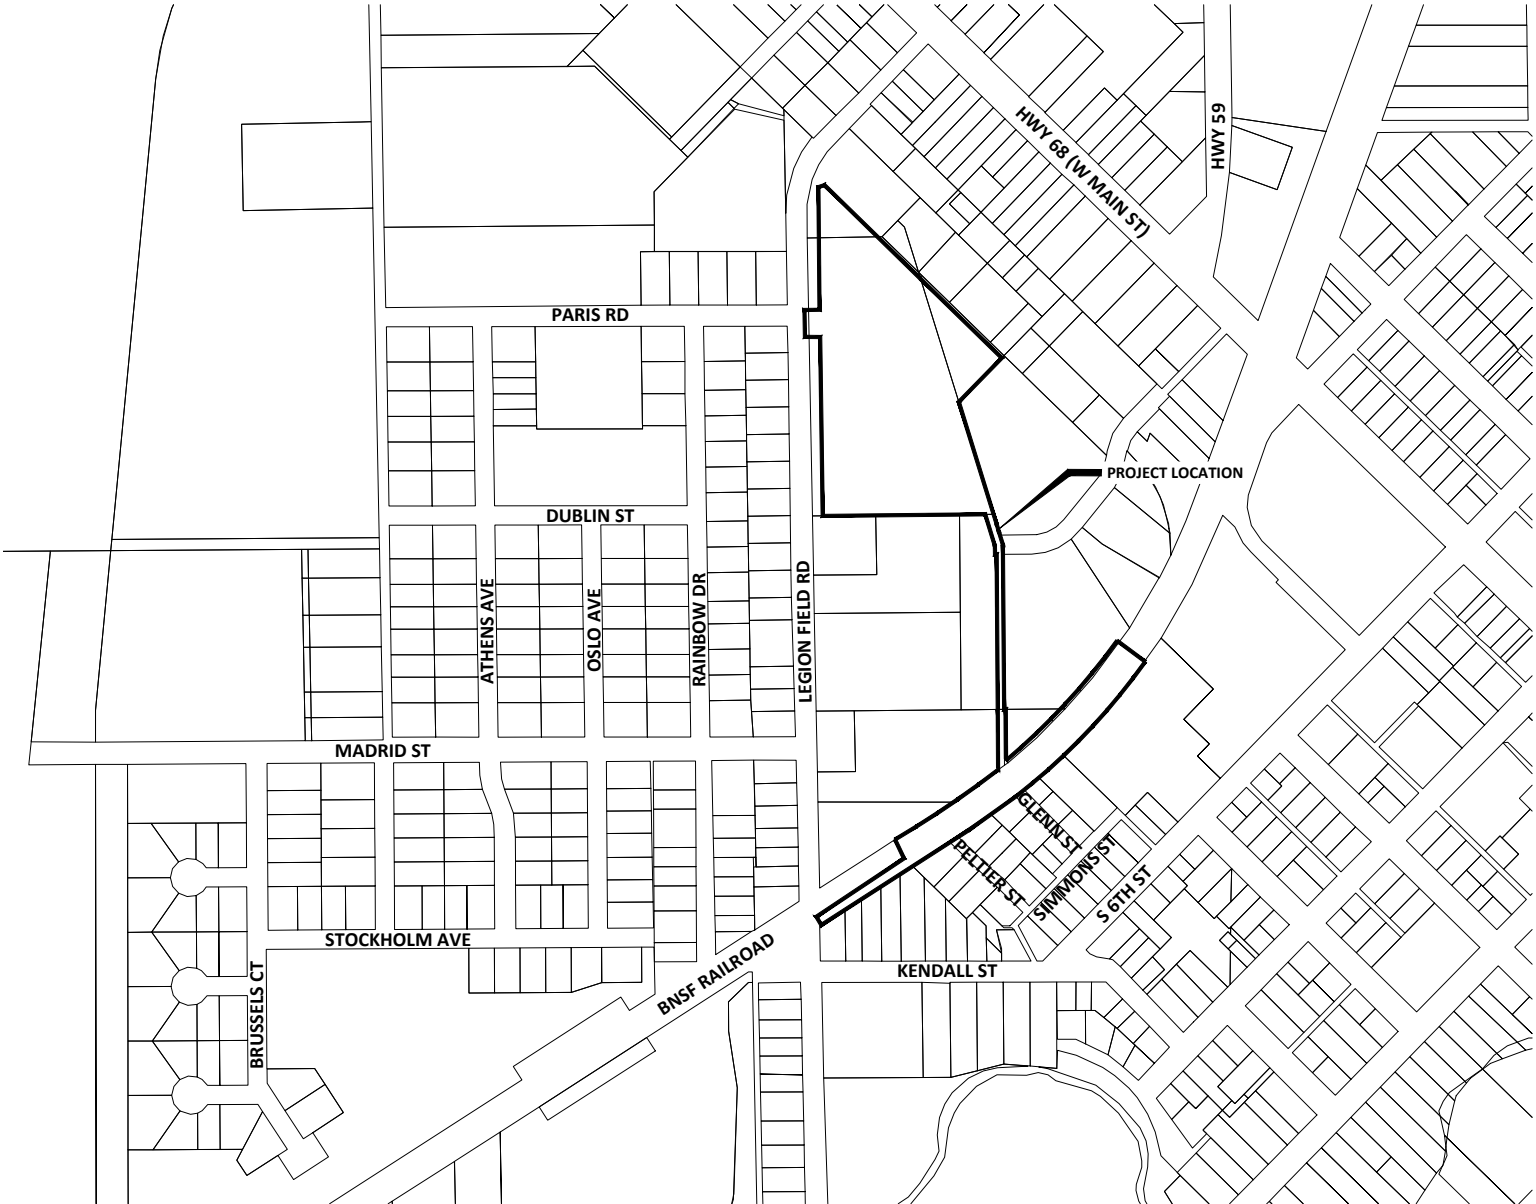 HWY 68 (W MAIN ST)
HWY 59
PARIS RD
PROJECT LOCATION
DUBLIN ST
ATHENS AVE
OSLO AVE
RAINBOW DR
LEGION FIELD RD
MADRID ST
GLENN ST
PELTIER ST
SIMMONS ST
S 6TH ST
STOCKHOLM AVE
BRUSSELS CT
BNSF RAILROAD
KENDALL ST